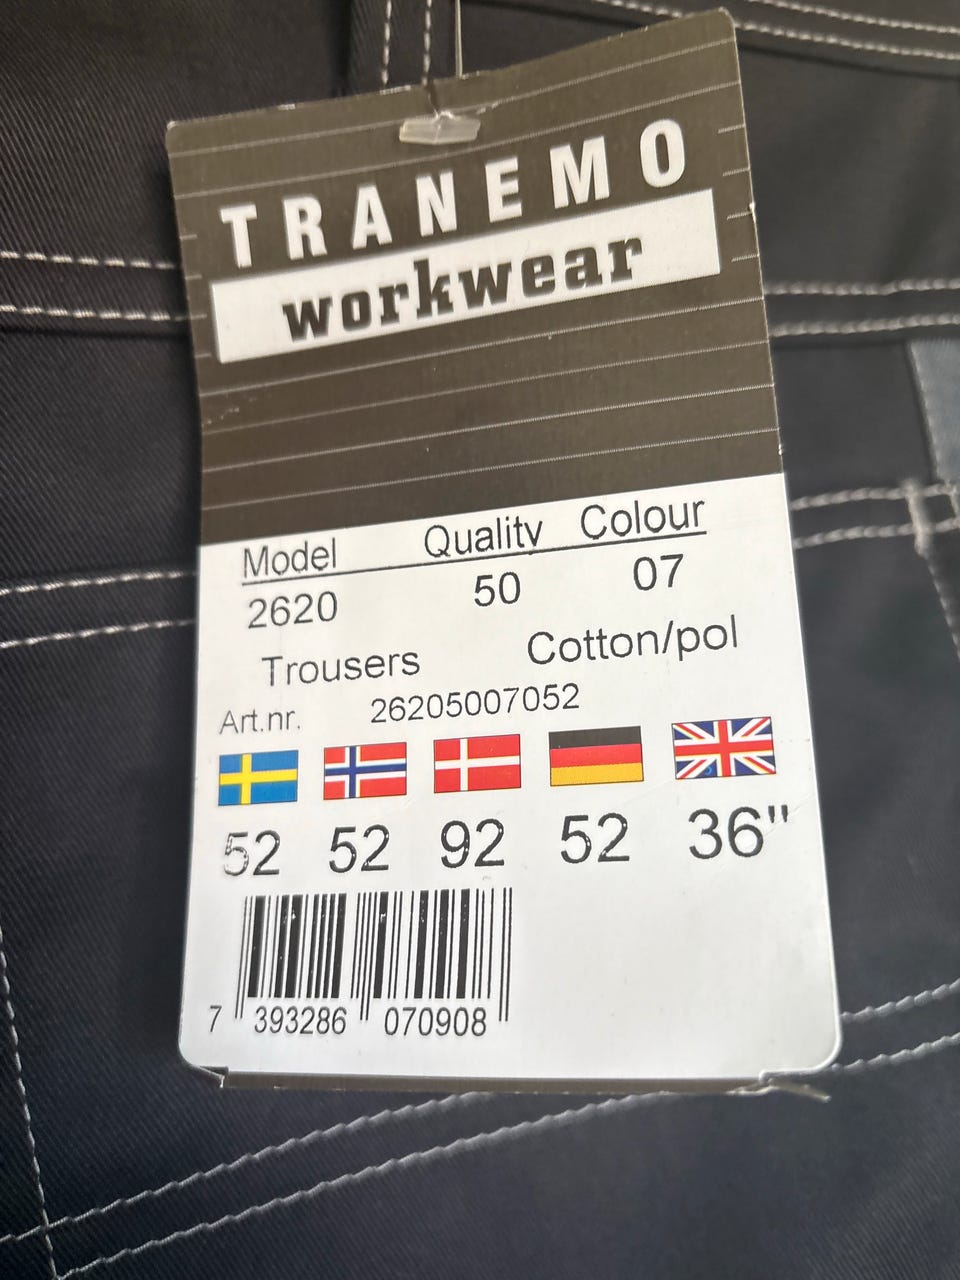 TRANEMO
workwear
Model Quality Colour
2620 50 07
Trousers Cotton/pol
Art.nr. 26205007052
52 52 92 52 36"
7 393286 070908